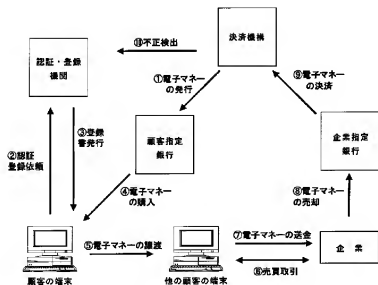 ⑩不正検出
決済機構
認証・登録
機関
①電子マネー
の発行
⑨電子マネー
の決済
③登録
書発行
顧客指定
銀行
企業指定
銀行
②認証
登録依頼
④電子マネー
の購入
⑧電子マネー
の売却
⑤電子マネーの譲渡
⑦電子マネーの送金
企 業
⑥売買取引
顧客の端末
他の顧客の端末